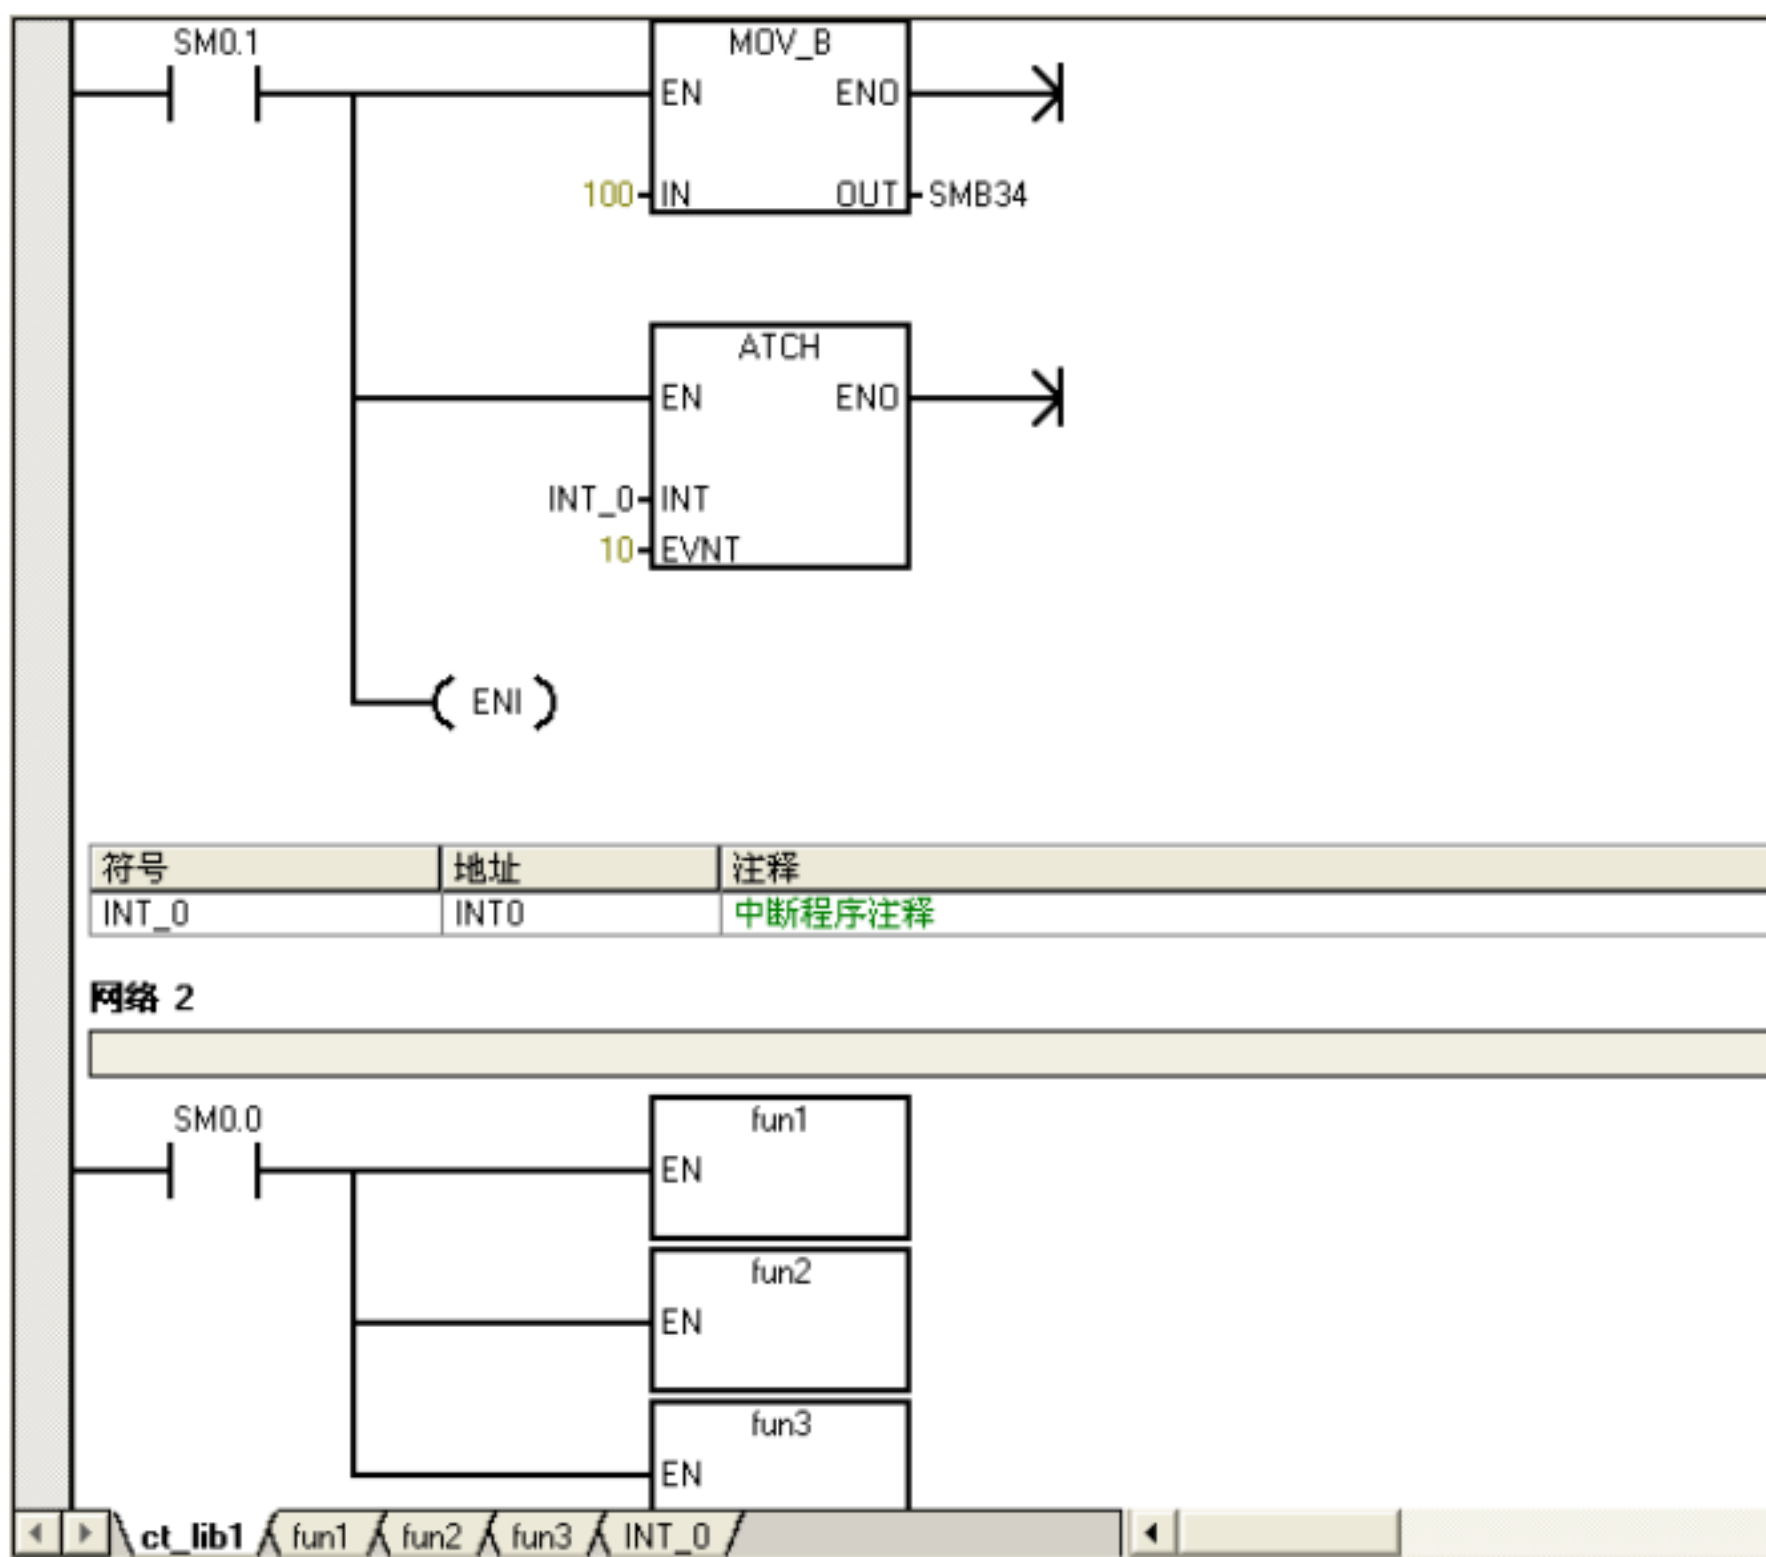 SM0.1
MOV_B
EN ENO
100 IN OUT SMB34
ATCH
EN ENO
INT_0 INT
10 EVNT
( ENI )
符号 地址 注释
INT_0 INT0 中断程序注释
网络 2
SM0.0
fun1
EN
fun2
EN
fun3
EN
ct_lib1 fun1 fun2 fun3 INT_0